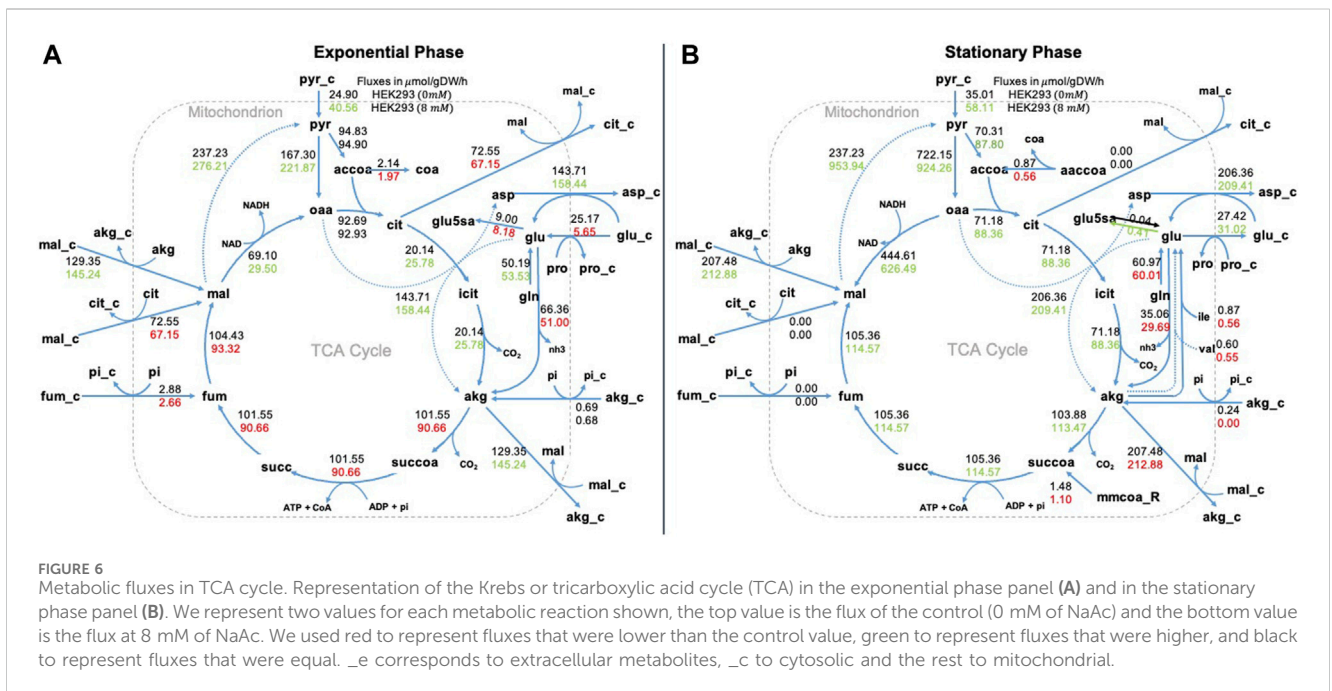 A
Exponential Phase
pyr_c
Fluxes in μmol/gDW/h
24.90
HEK293 (0mM)
40.56
HEK293 (8 mM)
Mitochondrion
pyr
mal_c
mal
cit_c
237.23
276.21
167.30
221.87
94.83
94.90
2.14
1.97
accoa
coa
72.55
67.15
143.71
158.44
asp
asp_c
NADH
oaa
92.69
92.93
cit
glu5sa
9.00
8.18
glu
25.17
5.65
glu_c
NAD
akg_c
akg
mal_c
129.35
145.24
69.10
29.50
20.14
25.78
50.19
53.53
pro
pro_c
mal
143.71
158.44
icit
gln
66.36
51.00
cit_c
cit
mal_c
72.55
67.15
104.43
93.32
TCA Cycle
20.14
25.78
CO₂
nh3
pi_c
pi
2.88
2.66
fum_c
fum
akg
pi
pi_c
0.69
0.68
akg_c
101.55
90.66
101.55
90.66
129.35
145.24
mal
succ
101.55
90.66
succoa
CO₂
mal_c
ATP + CoA
ADP + pi
akg_c
B
Stationary Phase
pyr_c
Fluxes in μmol/gDW/h
35.01
HEK293 (0mM)
58.11
HEK293 (8 mM)
Mitochondrion
pyr
mal_c
mal
cit_c
237.23
953.94
722.15
924.26
70.31
87.80
coa
0.87
0.56
accoa
aaccoa
0.00
0.00
206.36
209.41
asp
asp_c
NADH
oaa
71.18
88.36
cit
glu5sa
0.04
0.41
glu
27.42
31.02
glu_c
NAD
akg_c
akg
mal_c
207.48
212.88
444.61
626.49
71.18
88.36
60.97
60.01
pro
pro_c
mal
206.36
209.41
icit
gln
35.06
29.69
ile
0.87
0.56
cit_c
cit
mal_c
0.00
0.00
105.36
114.57
TCA Cycle
71.18
88.36
nh3
CO₂
val
0.60
0.55
pi_c
pi
0.00
0.00
fum_c
fum
akg
pi
pi_c
0.24
0.00
akg_c
105.36
114.57
103.88
113.47
207.48
212.88
mal
succ
105.36
114.57
succoa
CO₂
mal_c
1.48
1.10
mmcoa_R
ATP + CoA
ADP + pi
akg_c
FIGURE 6
Metabolic fluxes in TCA cycle. Representation of the Krebs or tricarboxylic acid cycle (TCA) in the exponential phase panel (A) and in the stationary
phase panel (B). We represent two values for each metabolic reaction shown, the top value is the flux of the control (0 mM of NaAc) and the bottom value
is the flux at 8 mM of NaAc. We used red to represent fluxes that were lower than the control value, green to represent fluxes that were higher, and black
to represent fluxes that were equal. _e corresponds to extracellular metabolites, _c to cytosolic and the rest to mitochondrial.